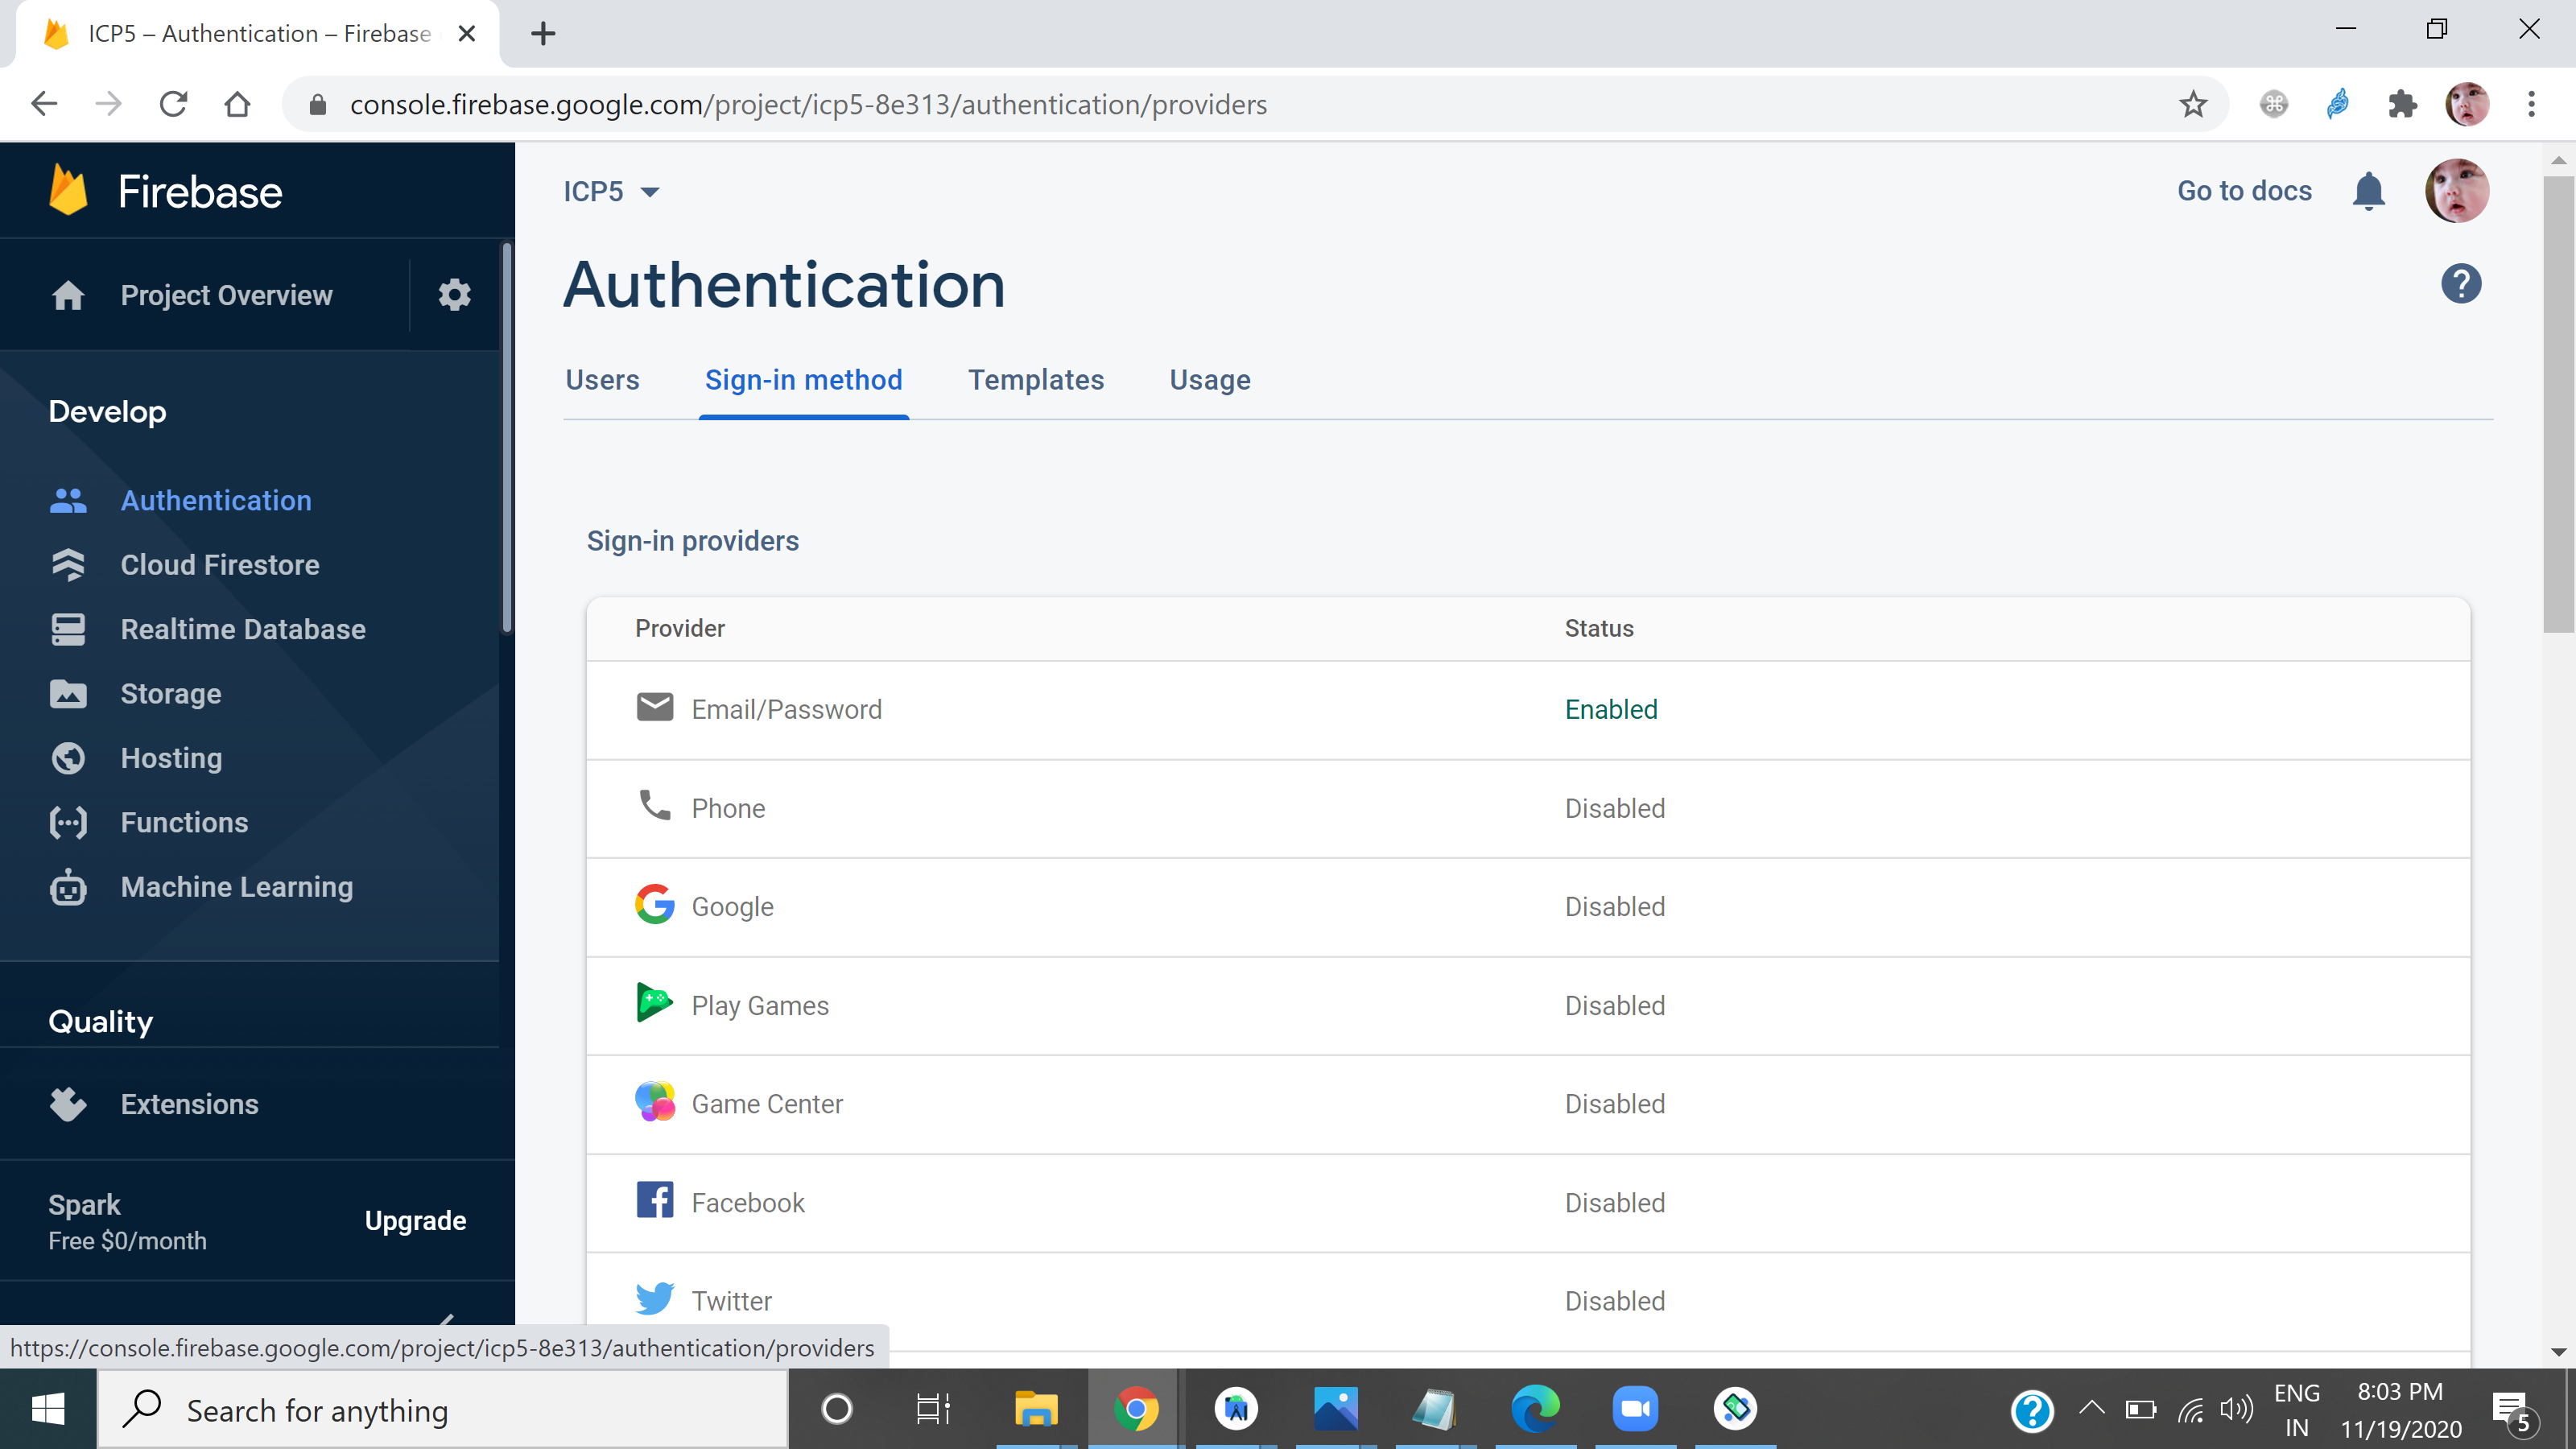 ICP5 – Authentication – Firebase
console.firebase.google.com/project/icp5-8e313/authentication/providers
Firebase
ICP5
Go to docs
Project Overview
Authentication
Users
Sign-in method
Templates
Usage
Develop
Authentication
Cloud Firestore
Realtime Database
Storage
Hosting
Functions
Machine Learning
Quality
Extensions
Spark
Free $0/month
Upgrade
Sign-in providers
Provider Status
Email/Password Enabled
Phone Disabled
Google Disabled
Play Games Disabled
Game Center Disabled
Facebook Disabled
Twitter Disabled
https://console.firebase.google.com/project/icp5-8e313/authentication/providers
Search for anything
ENG
IN
8:03 PM
11/19/2020
5